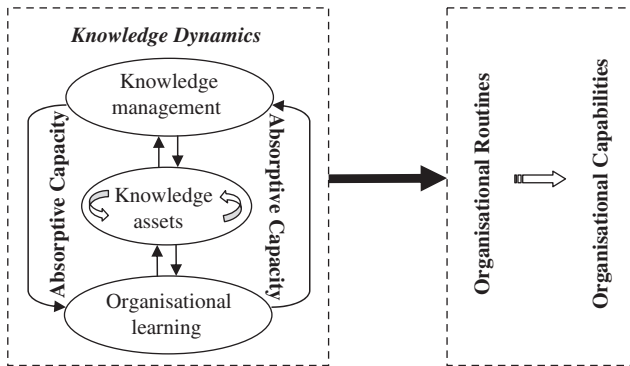 Knowledge Dynamics
Knowledge
management
Absorptive Capacity
Absorptive Capacity
Knowledge
assets
Organisational
learning
Organisational Routines
Organisational Capabilities